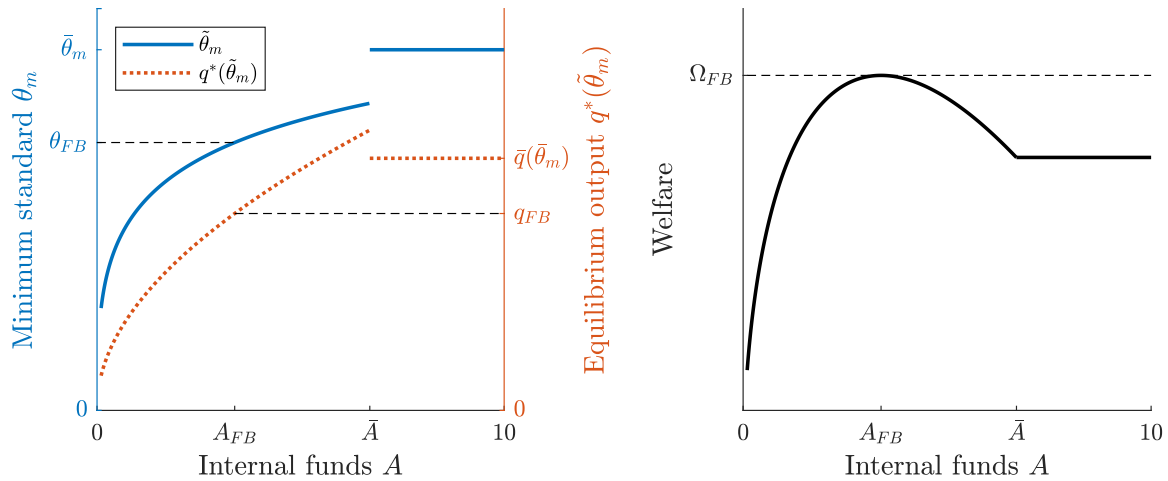 Minimum standard θ_m
θ̄_m
θ_FB
0
θ̃_m
q*(θ̃_m)
q̄(θ̄_m)
q_FB
0
Equilibrium output q*(θ̃_m)
0 A_FB Ā 10
Internal funds A
Welfare
Ω_FB
0 A_FB Ā 10
Internal funds A